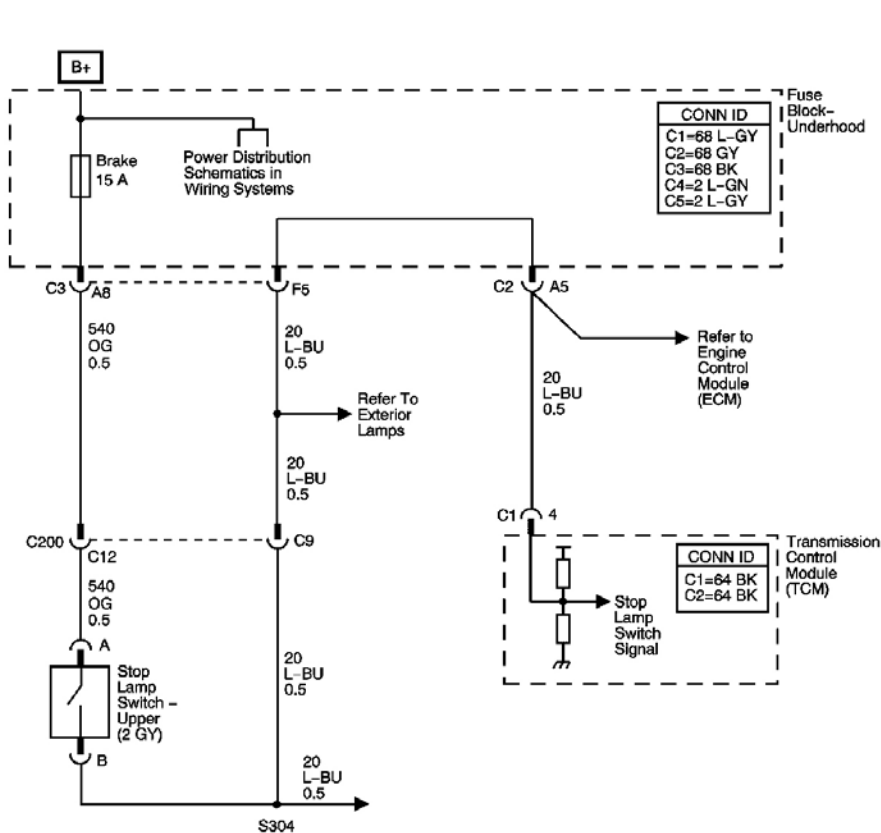 B+
Fuse
Block–
Underhood
CONN ID
C1=68 L–GY
C2=68 GY
C3=68 BK
C4=2 L–GN
C5=2 L–GY
Brake
15 A
Power Distribution
Schematics in
Wiring Systems
C3
A8
F5
C2
A5
540
OG
0.5
20
L–BU
0.5
Refer to
Engine
Control
Module
(ECM)
20
L–BU
0.5
Refer To
Exterior
Lamps
20
L–BU
0.5
C1
4
C200
C12
C9
Transmission
Control
Module
(TCM)
CONN ID
C1=64 BK
C2=64 BK
540
OG
0.5
Stop
Lamp
Switch
Signal
A
Stop
Lamp
Switch –
Upper
(2 GY)
20
L–BU
0.5
B
20
L–BU
0.5
S304